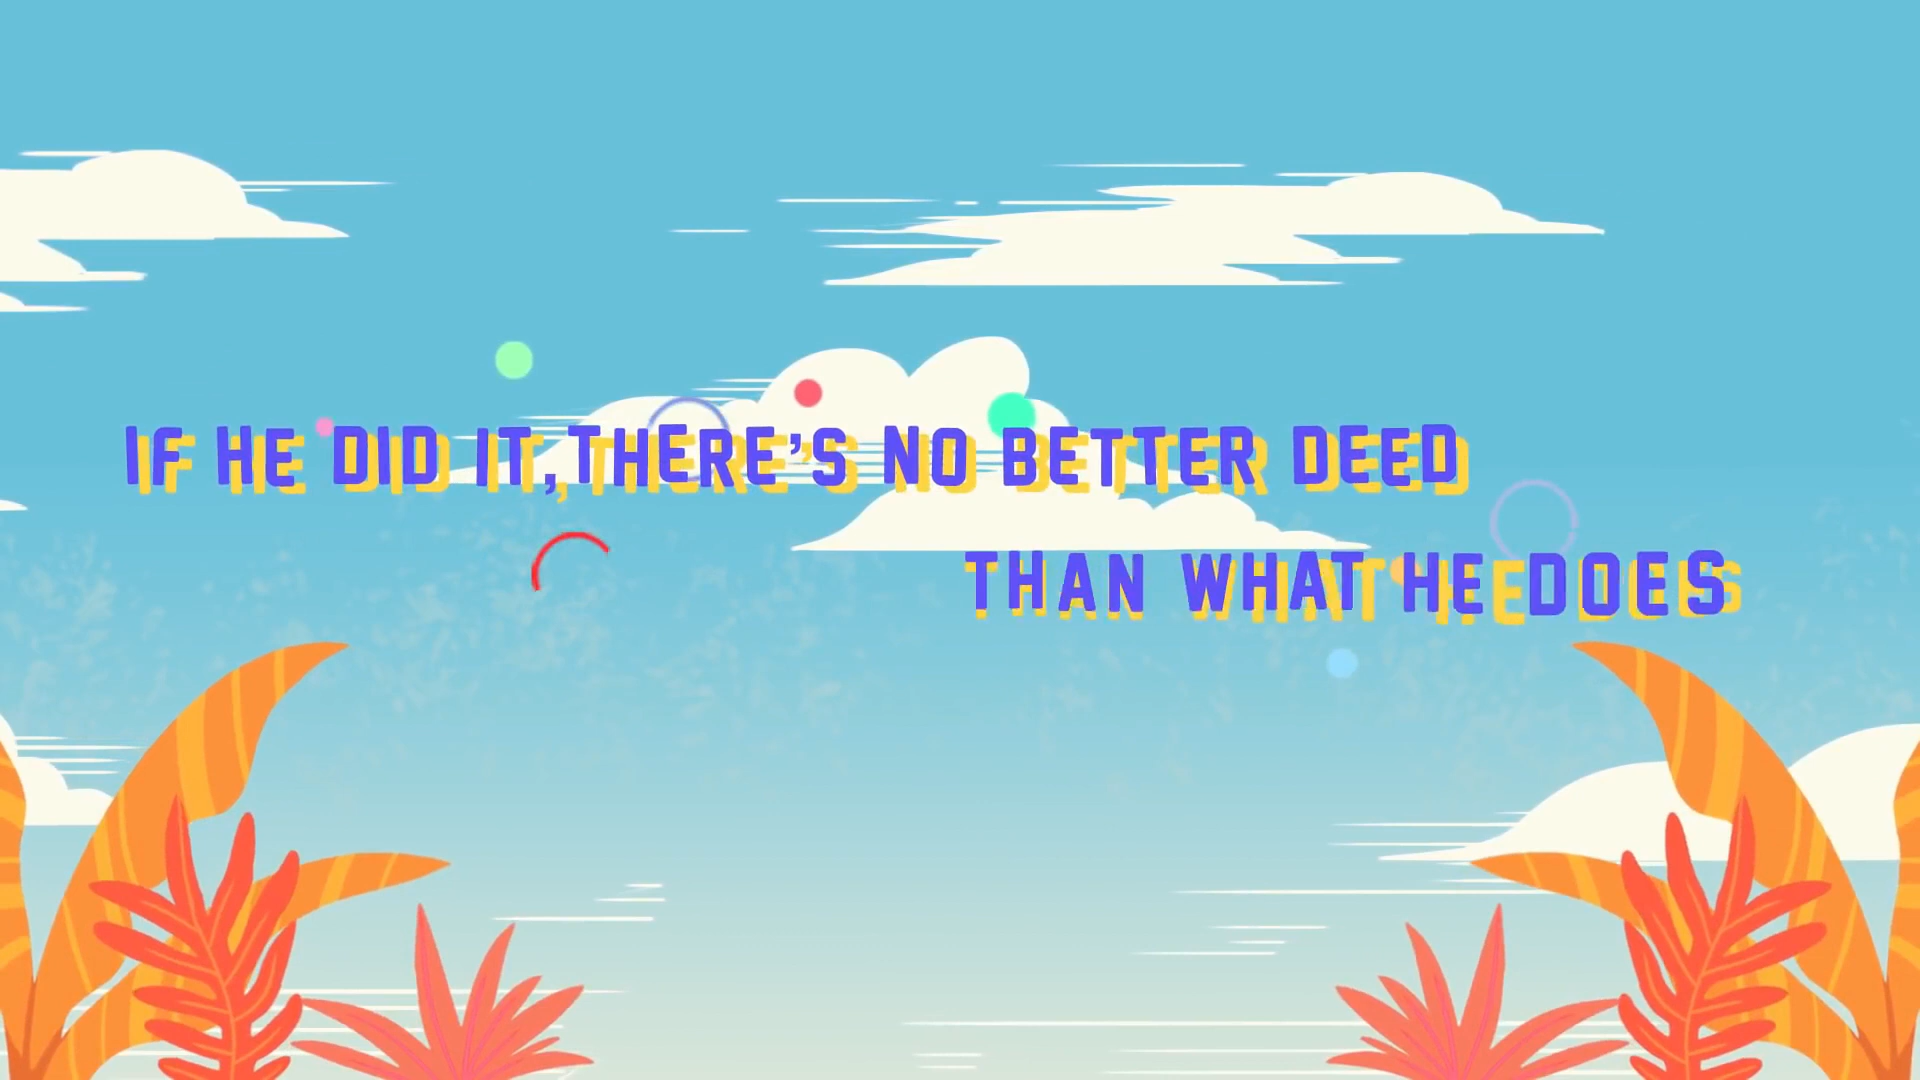 IF HE DID IT,THERE'S NO BETTER DEED
THAN WHAT HE DOES